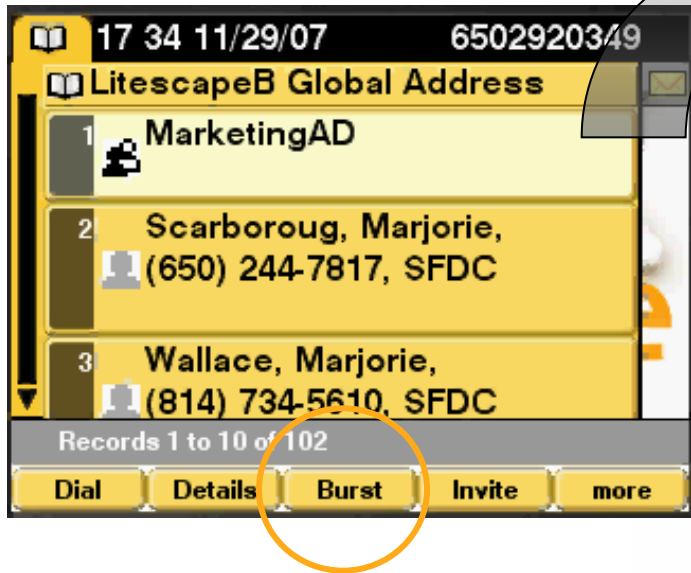 17 34 11/29/07 6502920349
LitescapeB Global Address
1 MarketingAD
2 Scarboroug, Marjorie,
(650) 244-7817, SFDC
3 Wallace, Marjorie,
(814) 734-5610, SFDC
Records 1 to 10 of 102
Dial Details Burst Invite more